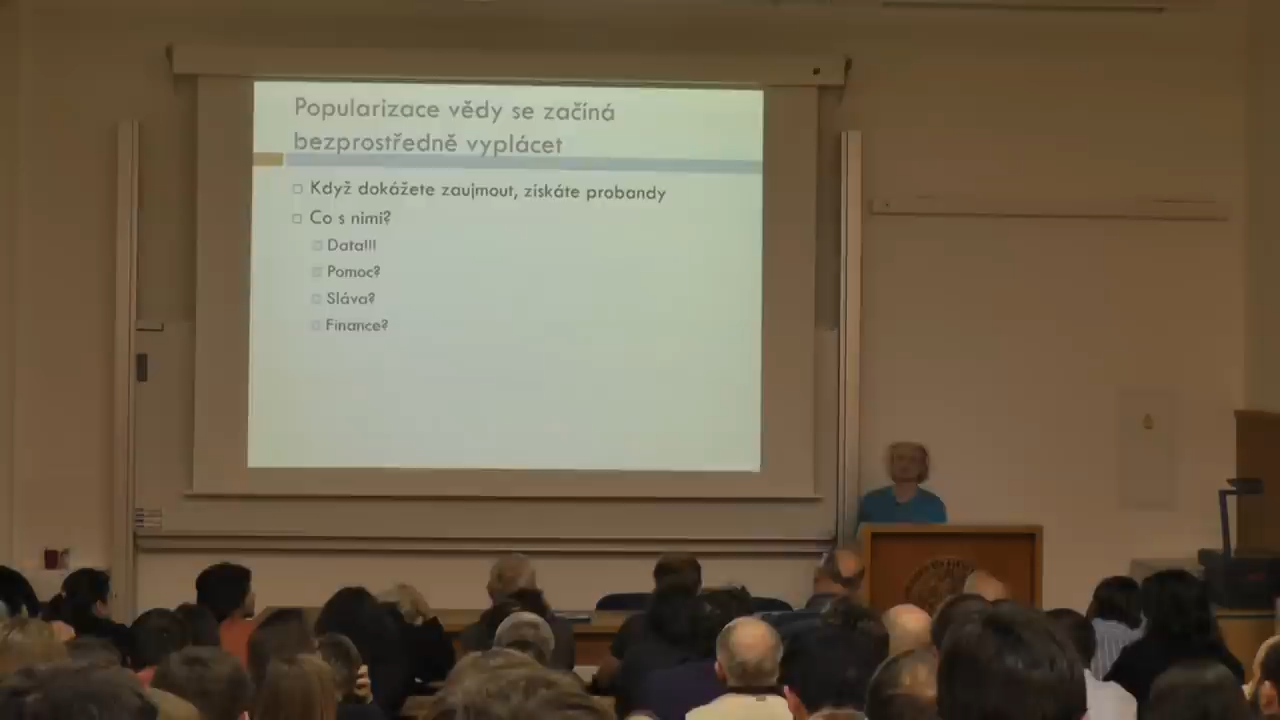 Popularizace vědy se začíná
bezprostředně vyplácet
Když dokážete zaujmout, získáte probandy
Co s nimi?
Data!!!
Pomoc?
Sláva?
Finance?